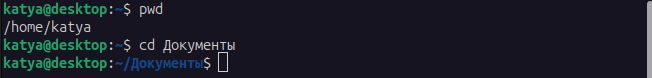 katya@desktop:~$ pwd
/home/katya
katya@desktop:~$ cd Документы
katya@desktop:~/Документы$